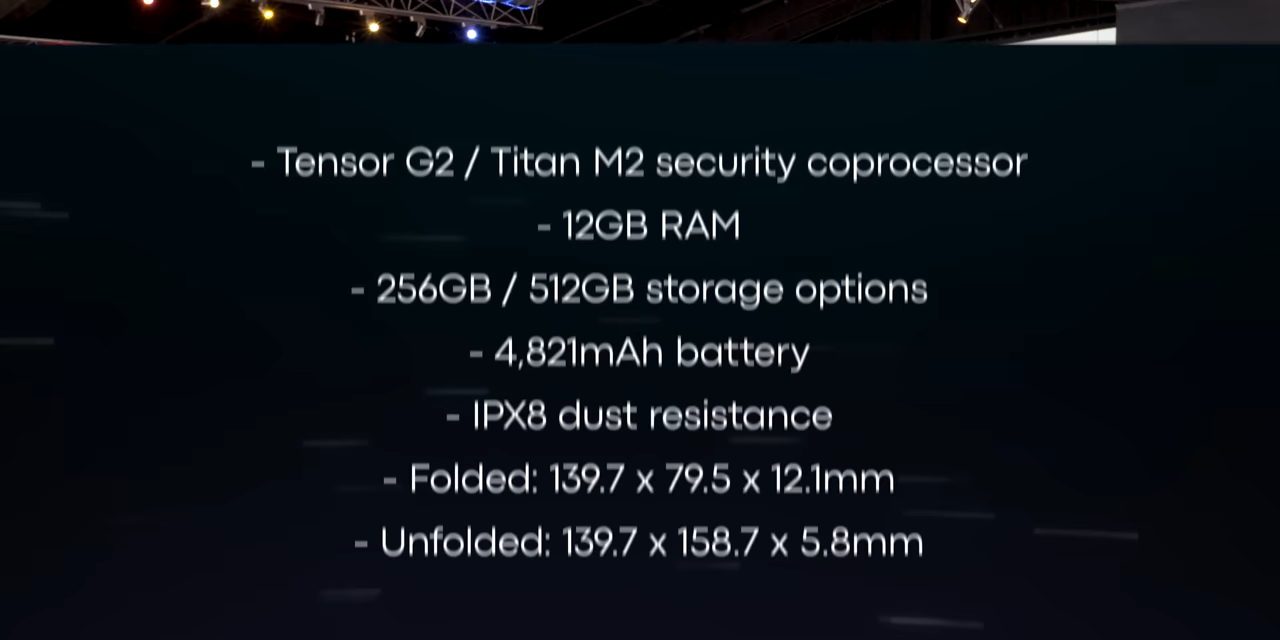 - Tensor G2 / Titan M2 security coprocessor
- 12GB RAM
- 256GB / 512GB storage options
- 4,821mAh battery
- IPX8 dust resistance
- Folded: 139.7 x 79.5 x 12.1mm
- Unfolded: 139.7 x 158.7 x 5.8mm